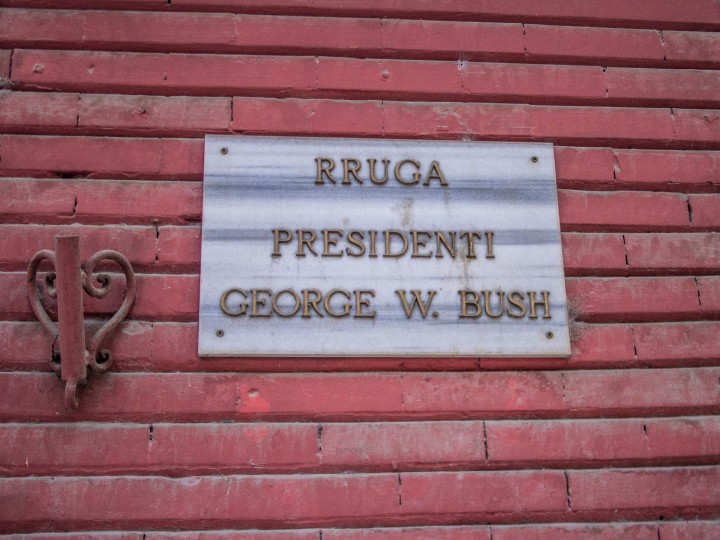 RRUGA
PRESIDENTI
GEORGE W. BUSH